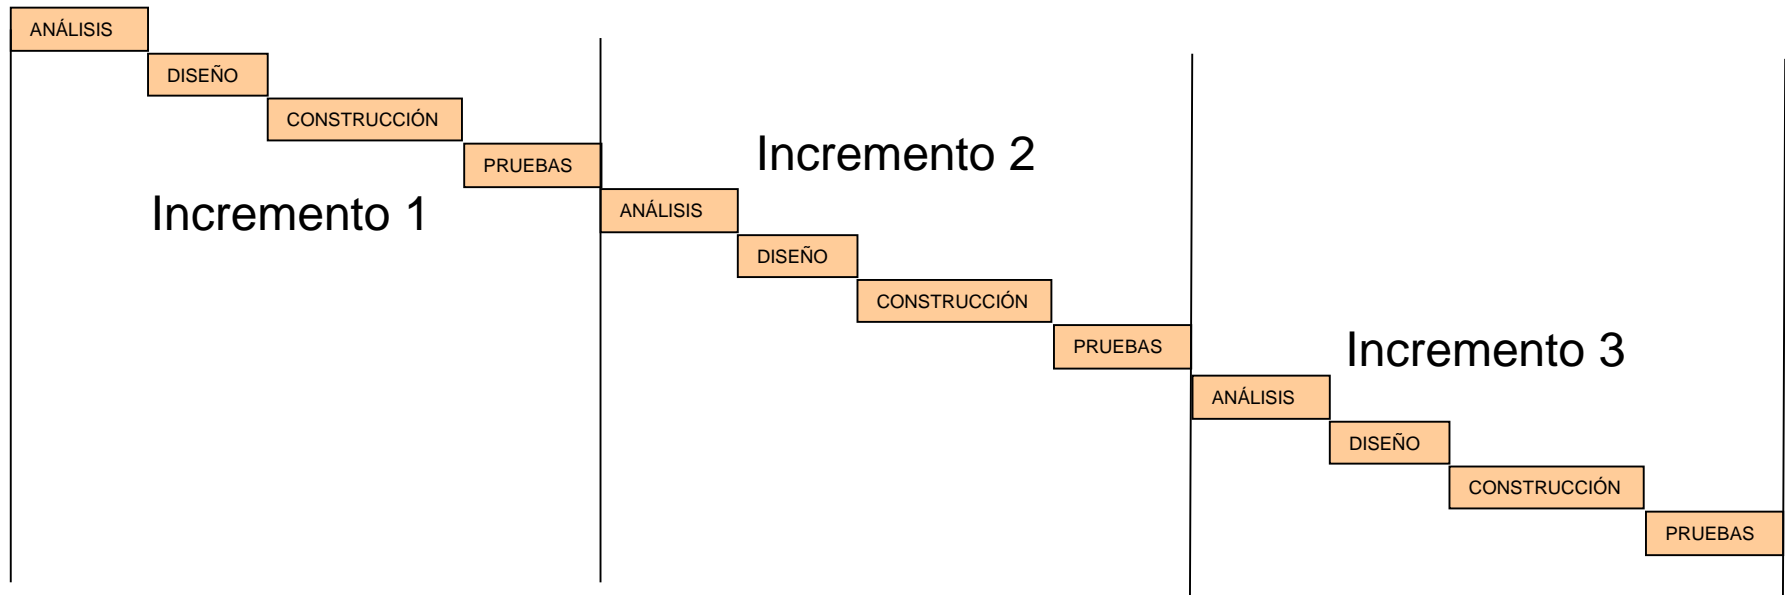 ANÁLISIS
DISEÑO
CONSTRUCCIÓN
PRUEBAS
Incremento 1
Incremento 2
ANÁLISIS
DISEÑO
CONSTRUCCIÓN
PRUEBAS
Incremento 3
ANÁLISIS
DISEÑO
CONSTRUCCIÓN
PRUEBAS